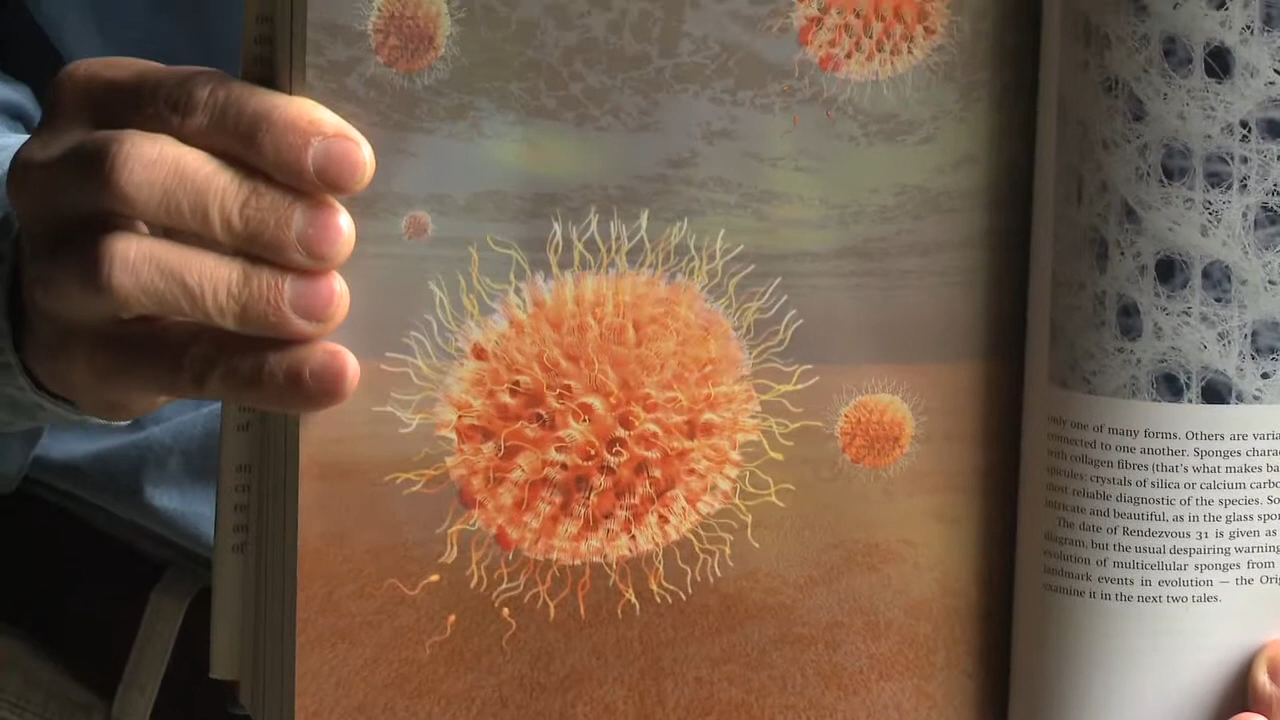 only one of many forms. Others are varia
connected to one another. Sponges charac
with collagen fibres (that's what makes ba
spicules: crystals of silica or calcium carbo
most reliable diagnostic of the species. So
intricate and beautiful, as in the glass spon
The date of Rendezvous 31 is given as
diagram, but the usual despairing warning
evolution of multicellular sponges from
landmark events in evolution — the Orig
examine it in the next two tales.